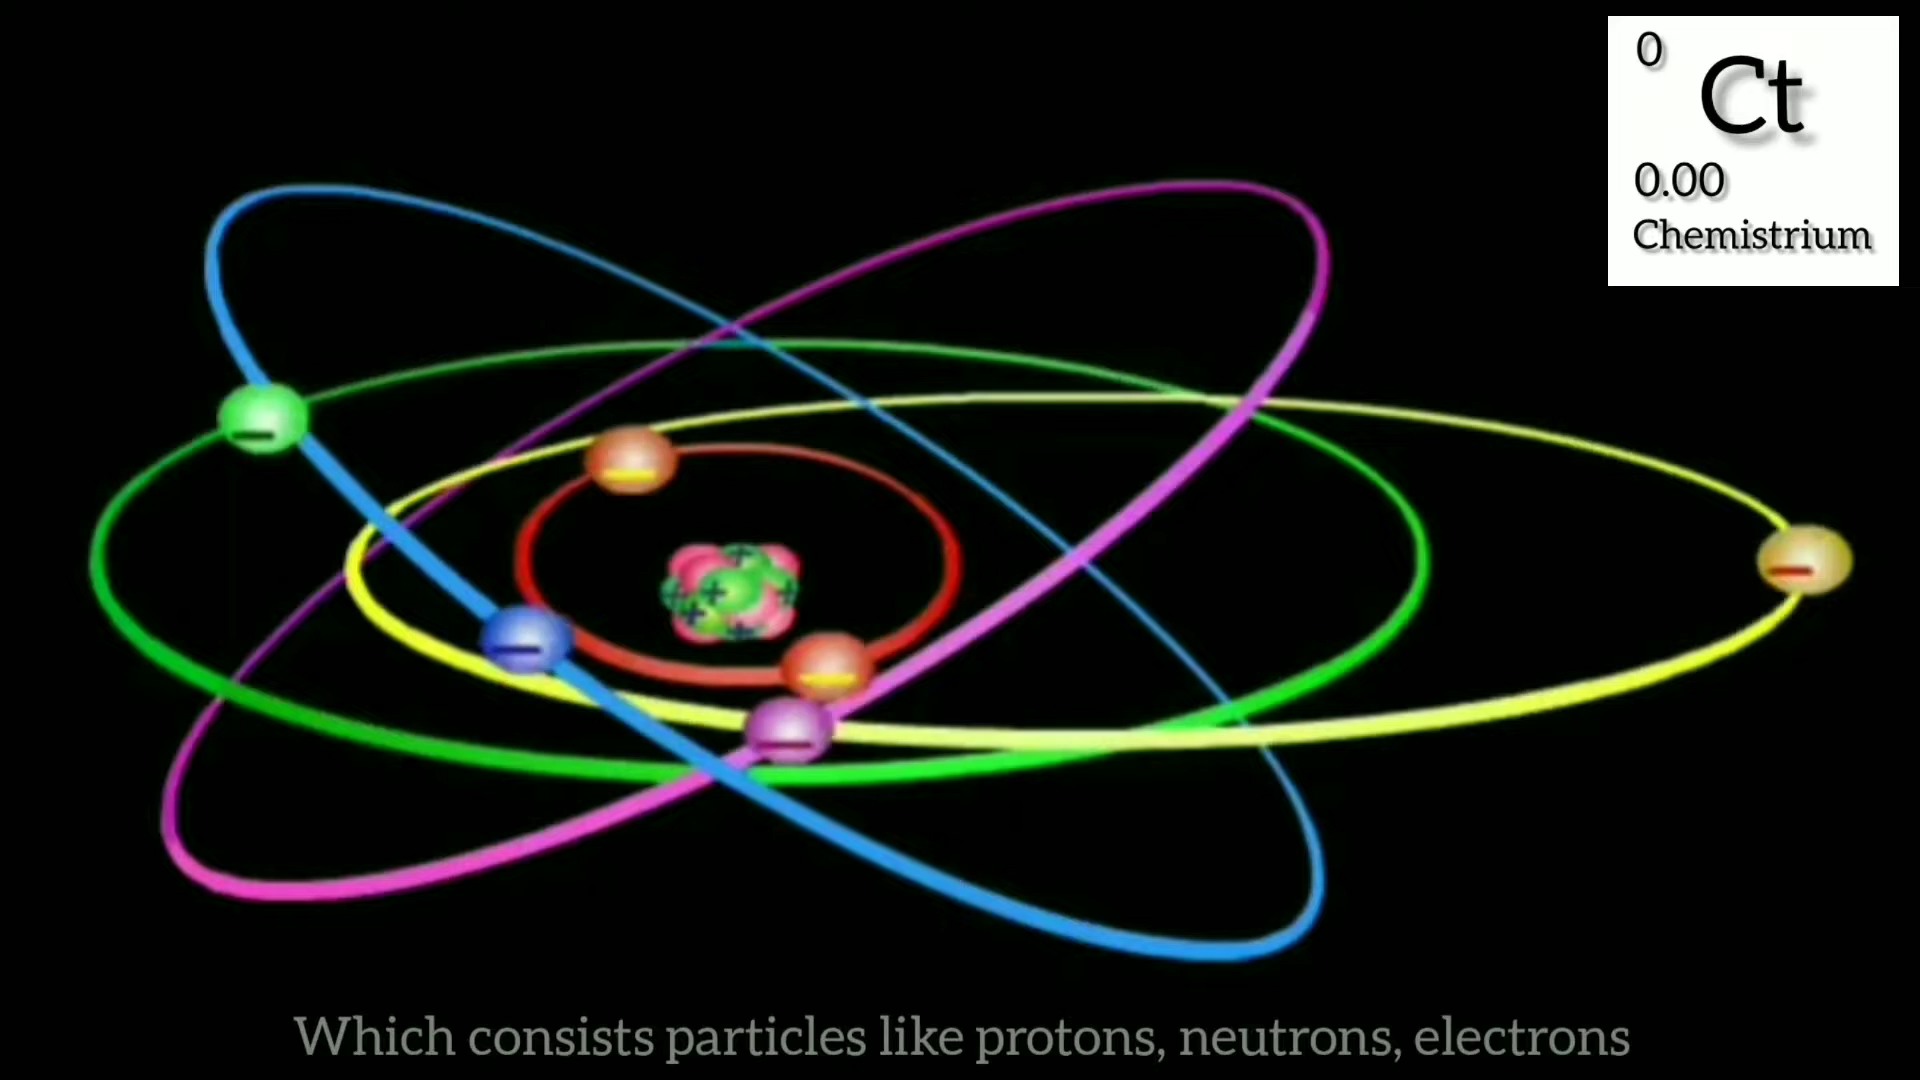 0
Ct
0.00
Chemistrium
Which consists particles like protons, neutrons, electrons